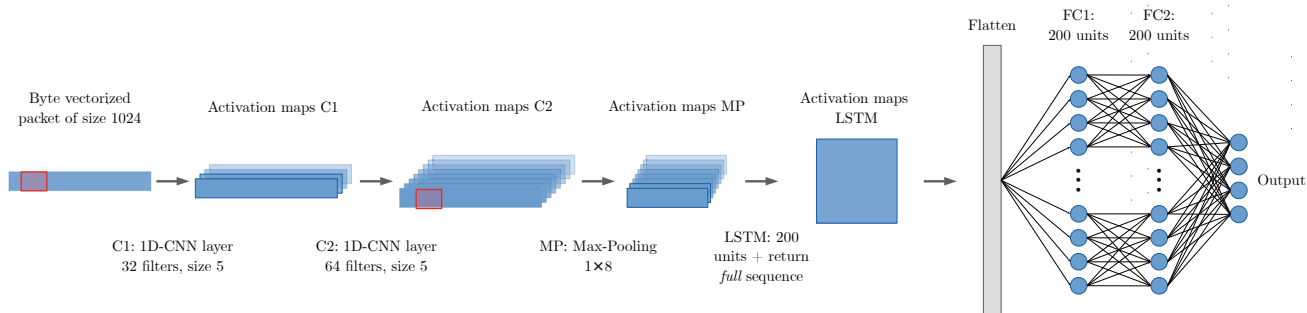 Byte vectorized
packet of size 1024
Activation maps C1
Activation maps C2
Activation maps MP
Activation maps
LSTM
Flatten
FC1:
200 units
FC2:
200 units
Output
C1: 1D-CNN layer
32 filters, size 5
C2: 1D-CNN layer
64 filters, size 5
MP: Max-Pooling
1×8
LSTM: 200
units + return
full sequence